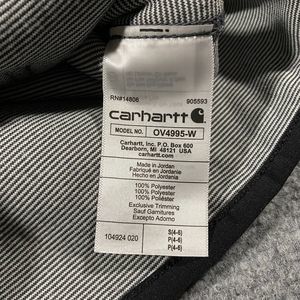 RN#14806 905593
carhartt
MODEL NO. OV4995-W
Carhartt, Inc. P.O. Box 600
Dearborn, MI 48121 USA
carhartt.com
Made in Jordan
Fabriqué en Jordanie
Hecho en Jordania
100% Polyester
100% Polyester
100% Poliéster
Exclusive Trimming
Sauf Garnitures
Excepto Adorno
104924 020
S(4-6)
P(4-6)
P(4-6)